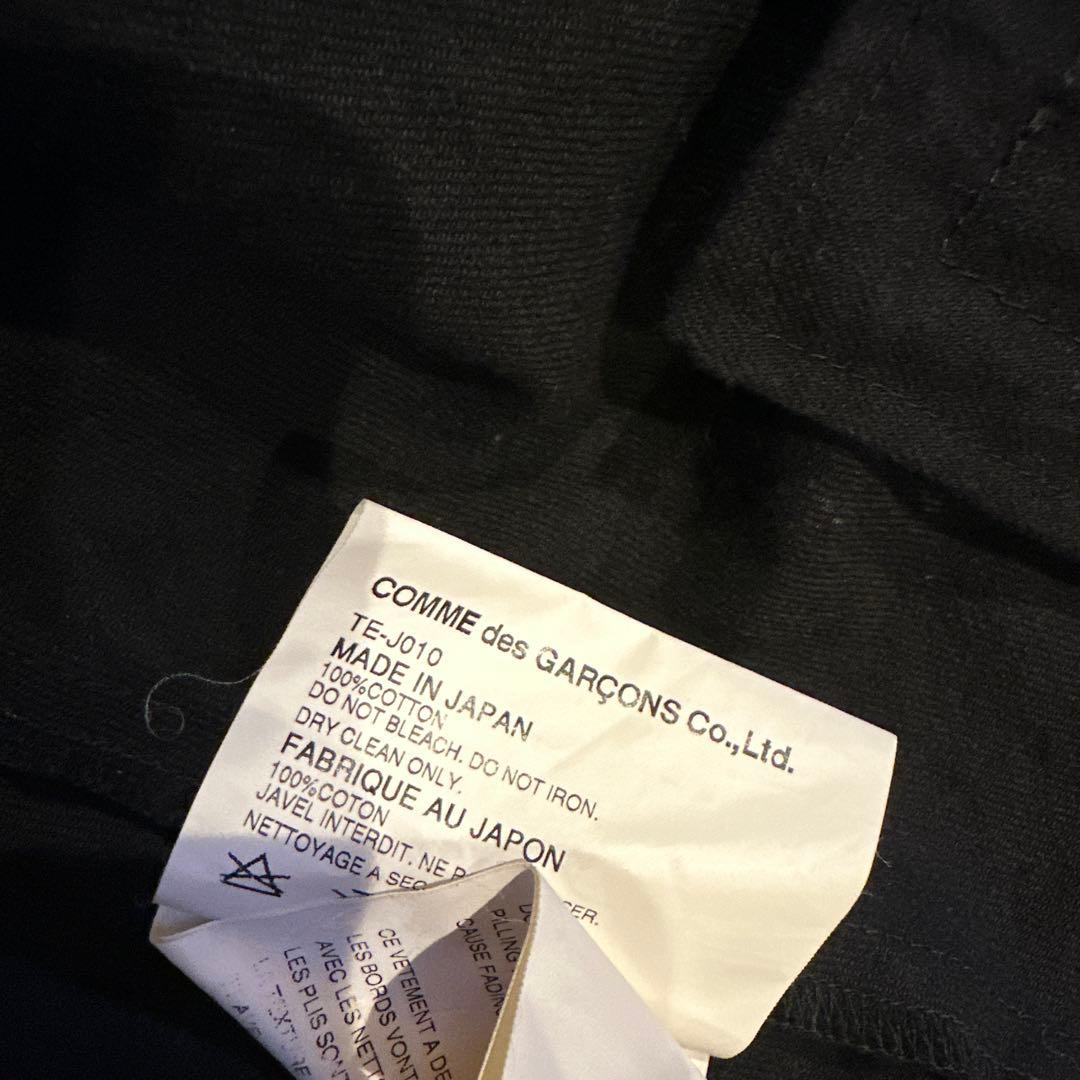 COMME des GARÇONS Co.,Ltd.
TE-J010
MADE IN JAPAN
100%COTTON
DO NOT BLEACH. DO NOT IRON.
DRY CLEAN ONLY.
FABRIQUE AU JAPON
100%COTON
JAVEL INTERDIT. NE
NETTOYAGE A SEC
PILLING
CAUSE FADING
CE VETEMENT A
LES BORDS VONT
AVEC LES
LES PLIS